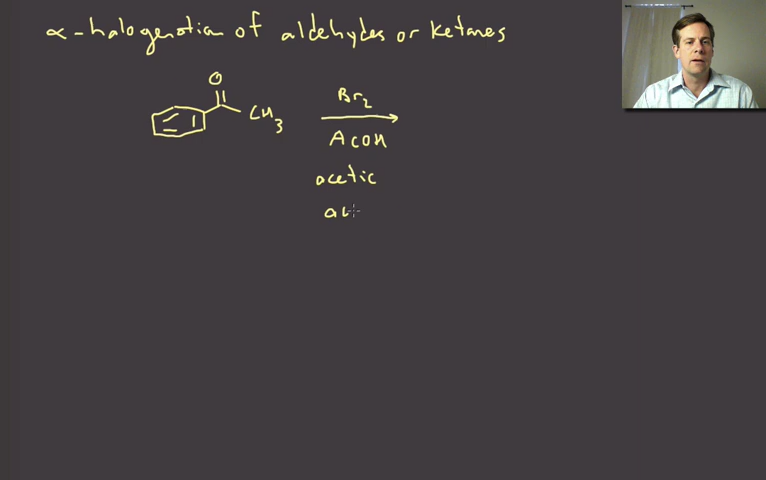 α-halogenation of aldehydes or ketones
O
CH3
Br2
AcOH
acetic